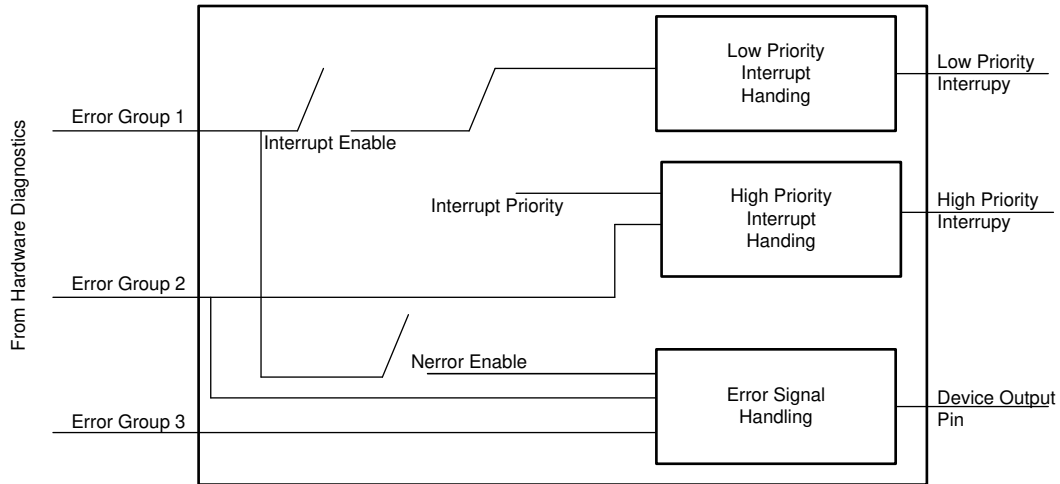 Low Priority
Interrupt
Handing
Low Priority
Interrupy
Error Group 1
Interrupt Enable
From Hardware Diagnostics
Interrupt Priority
High Priority
Interrupt
Handing
High Priority
Interrupy
Error Group 2
Nerror Enable
Error Signal
Handling
Device Output
Pin
Error Group 3